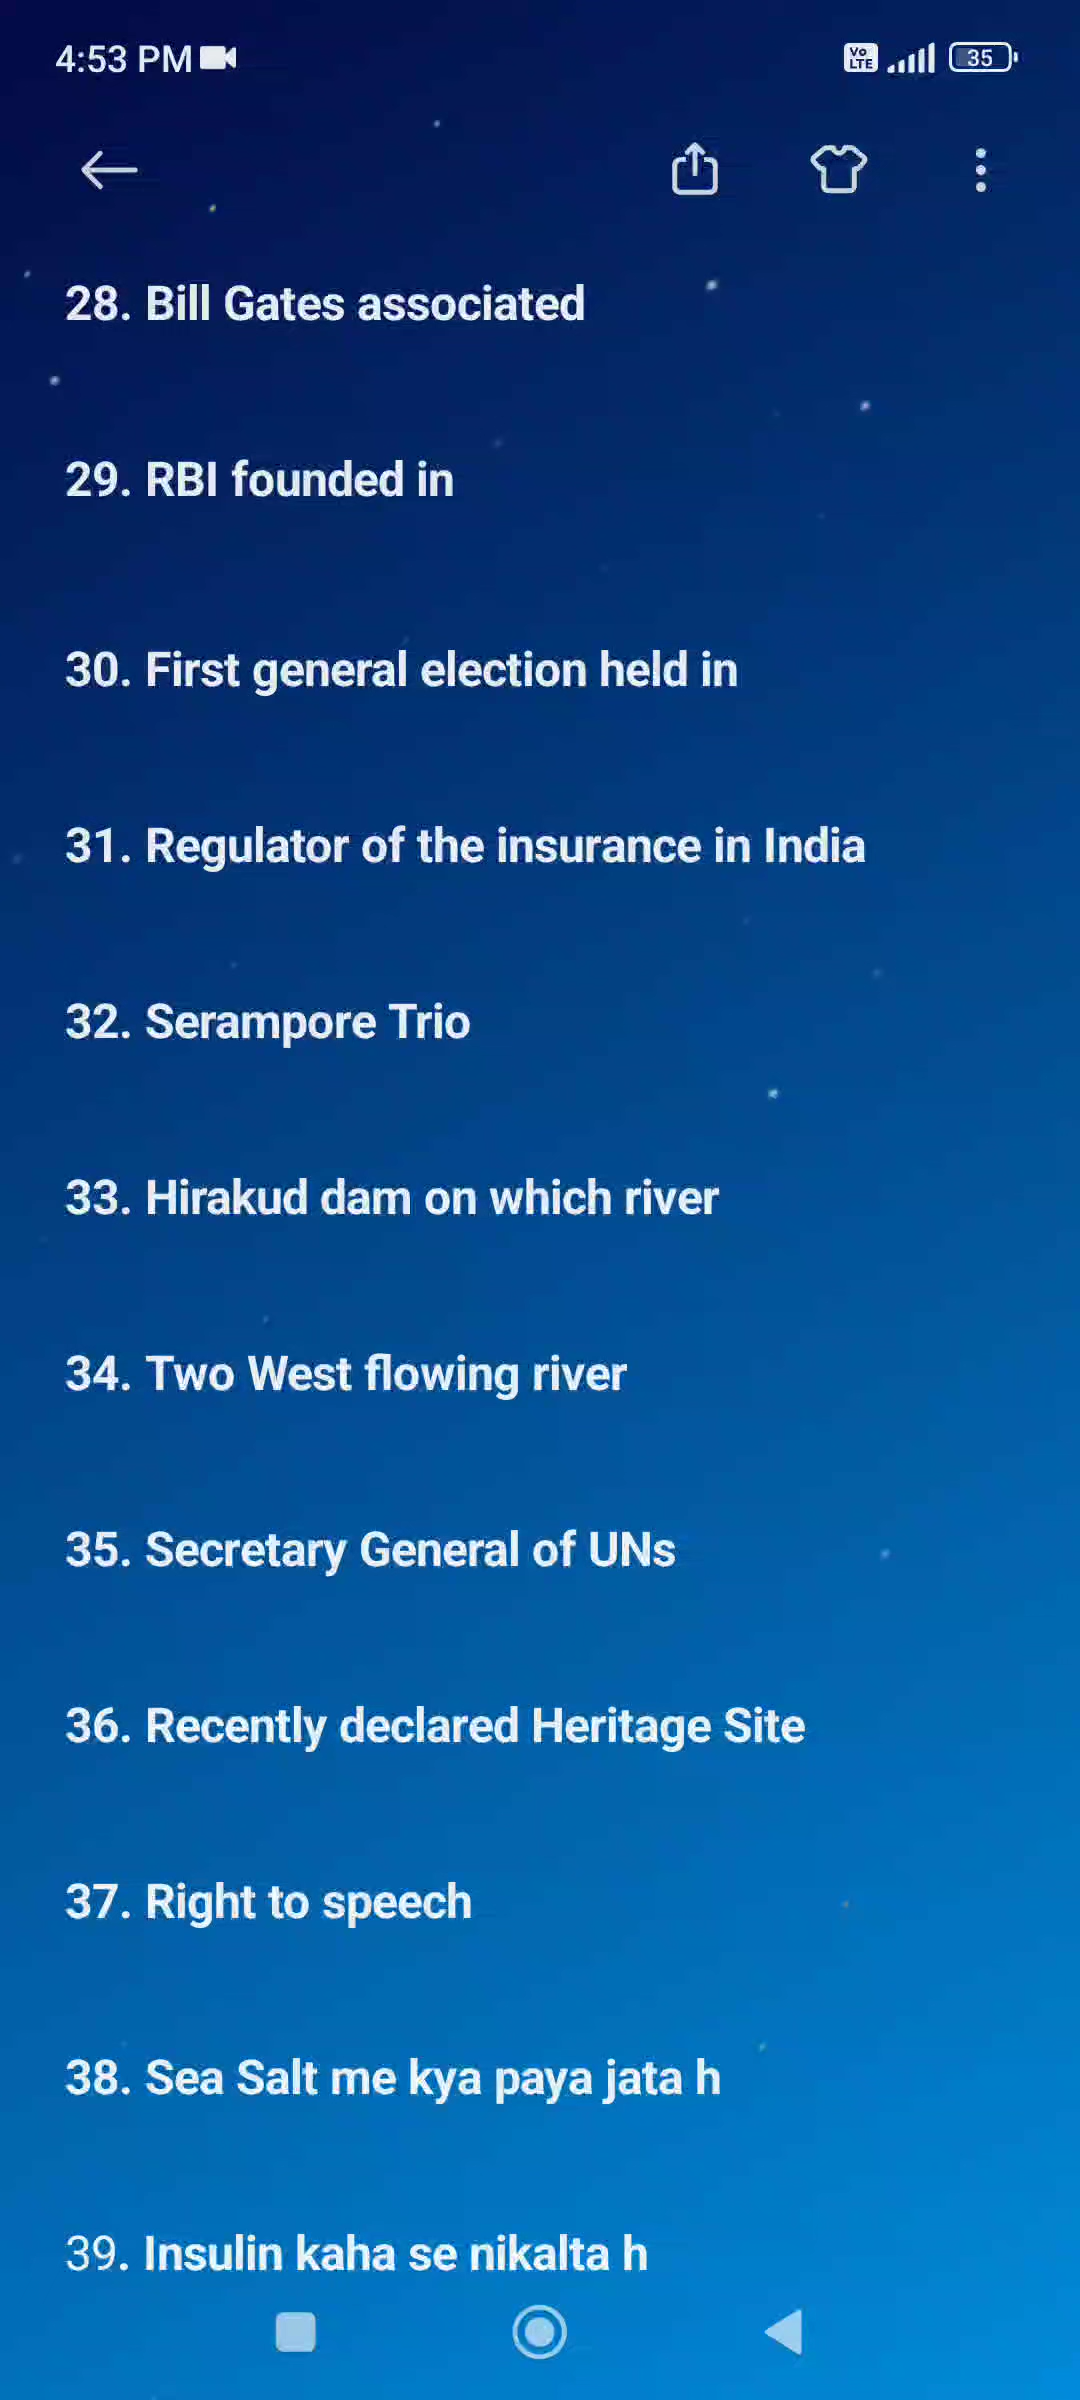 4:53 PM
Vo LTE
35
28. Bill Gates associated
29. RBI founded in
30. First general election held in
31. Regulator of the insurance in India
32. Serampore Trio
33. Hirakud dam on which river
34. Two West flowing river
35. Secretary General of UNs
36. Recently declared Heritage Site
37. Right to speech
38. Sea Salt me kya paya jata h
39. Insulin kaha se nikalta h